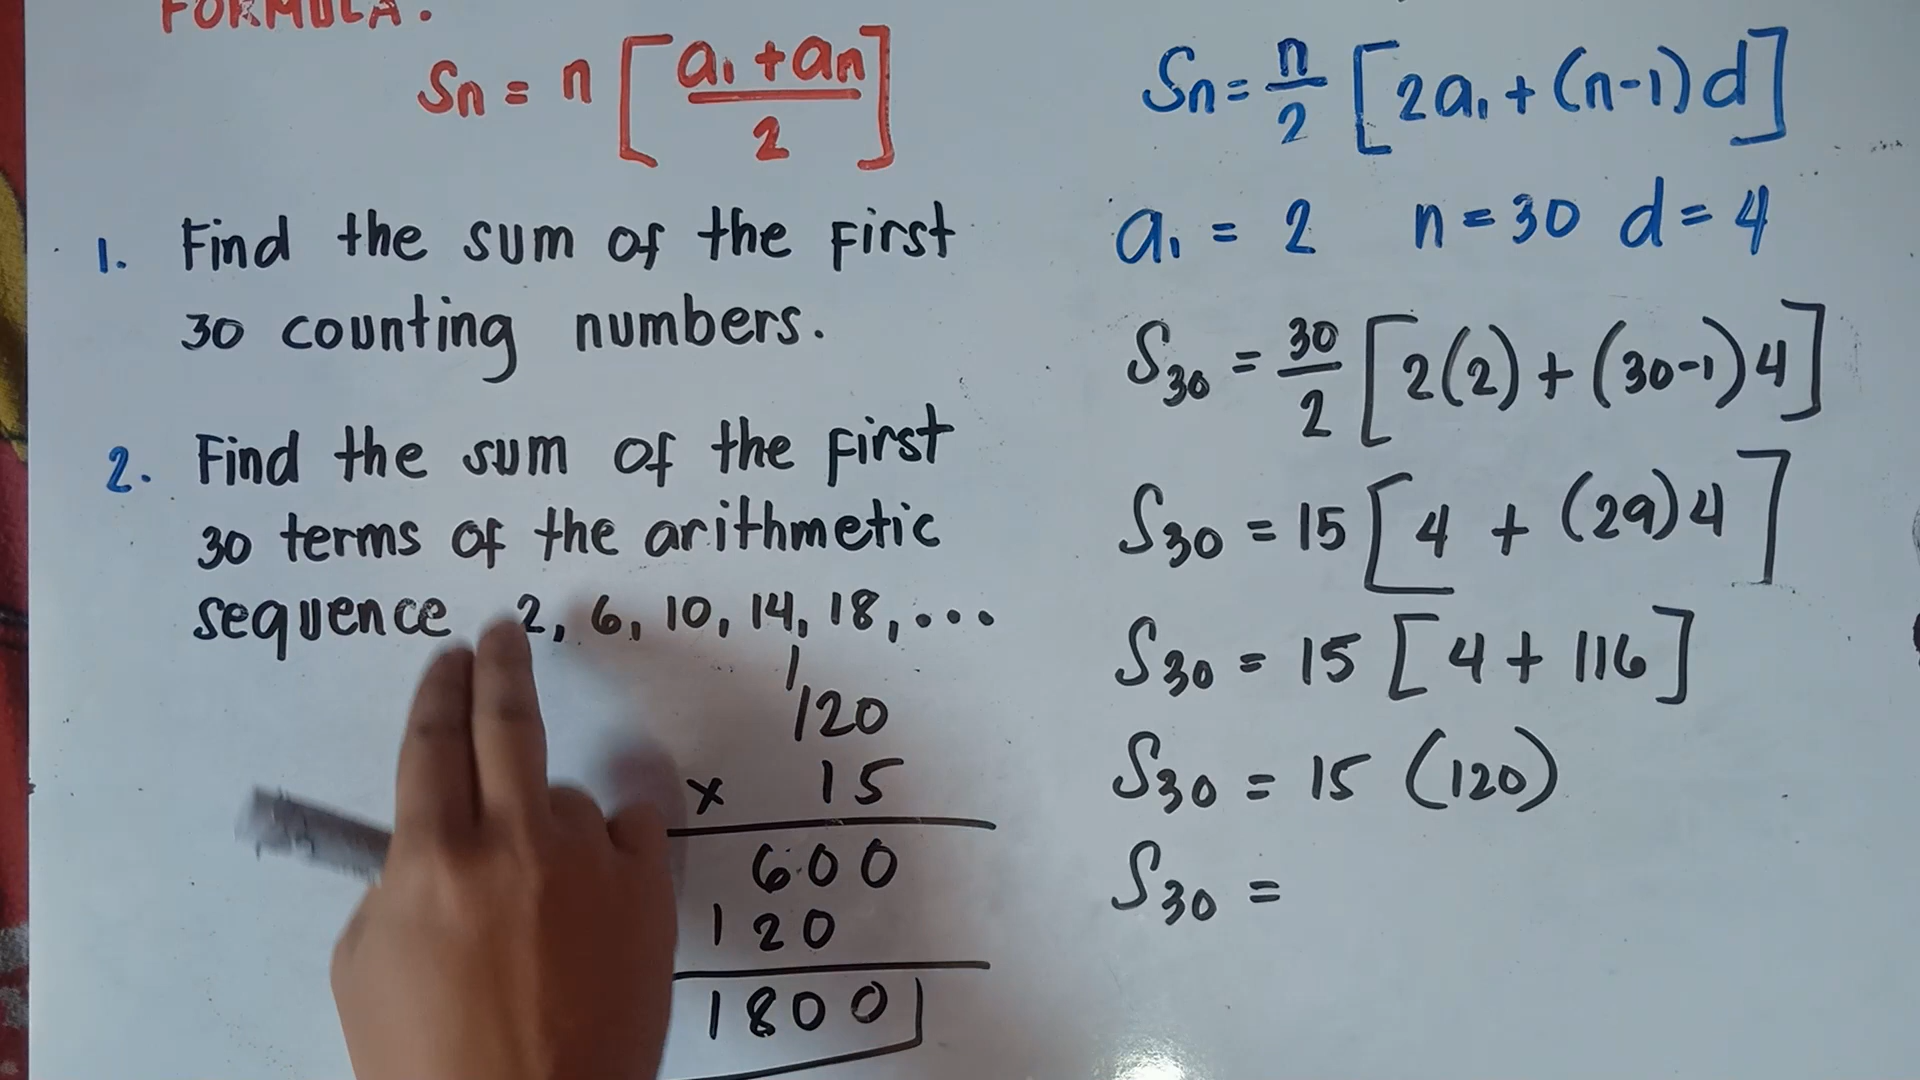 FORMULA.
Sn = n [ a₁ + an / 2 ]
1. Find the sum of the first
30 counting numbers.
2. Find the sum of the first
30 terms of the arithmetic
sequence 2, 6, 10, 14, 18, ...
1
120
x 15
600
120
1800
Sn = n/2 [2a₁ + (n-1)d]
a₁ = 2 n = 30 d = 4
S30 = 30/2 [2(2) + (30-1)4]
S30 = 15 [4 + (29)4]
S30 = 15 [4 + 116]
S30 = 15 (120)
S30 =